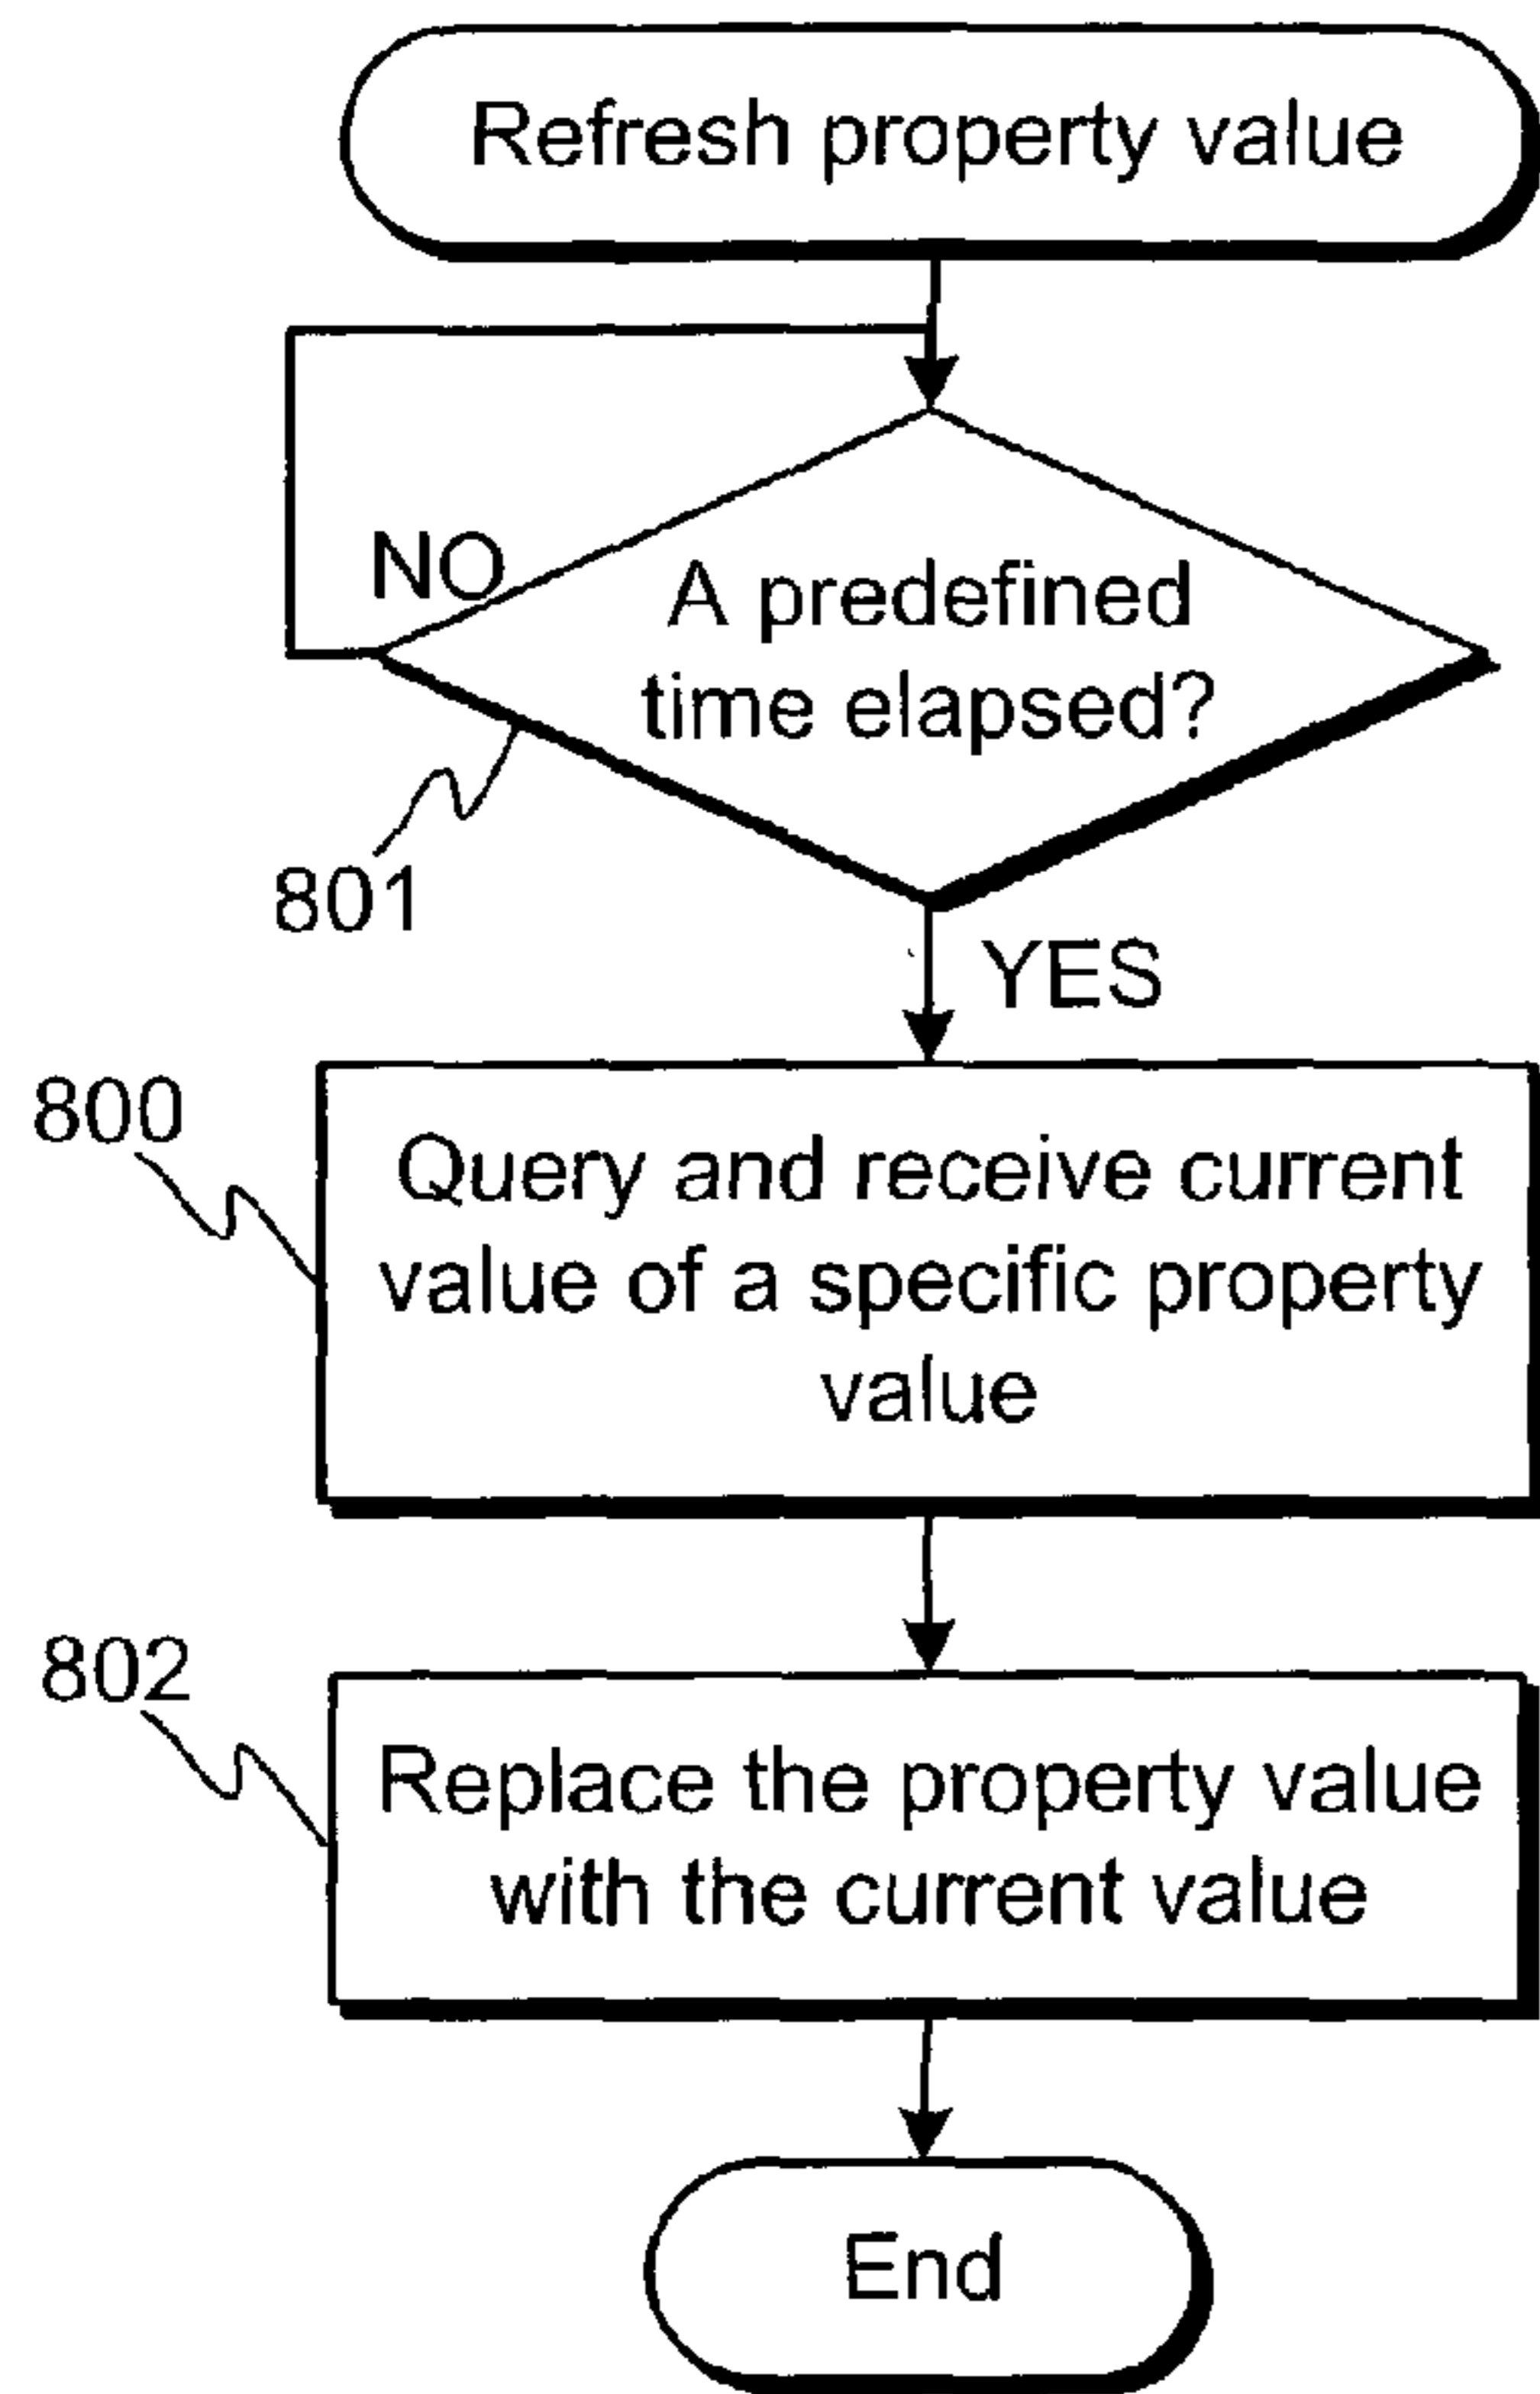 Refresh property value
NO
A predefined
time elapsed?
801
YES
800
Query and receive current
value of a specific property
value
802
Replace the property value
with the current value
End